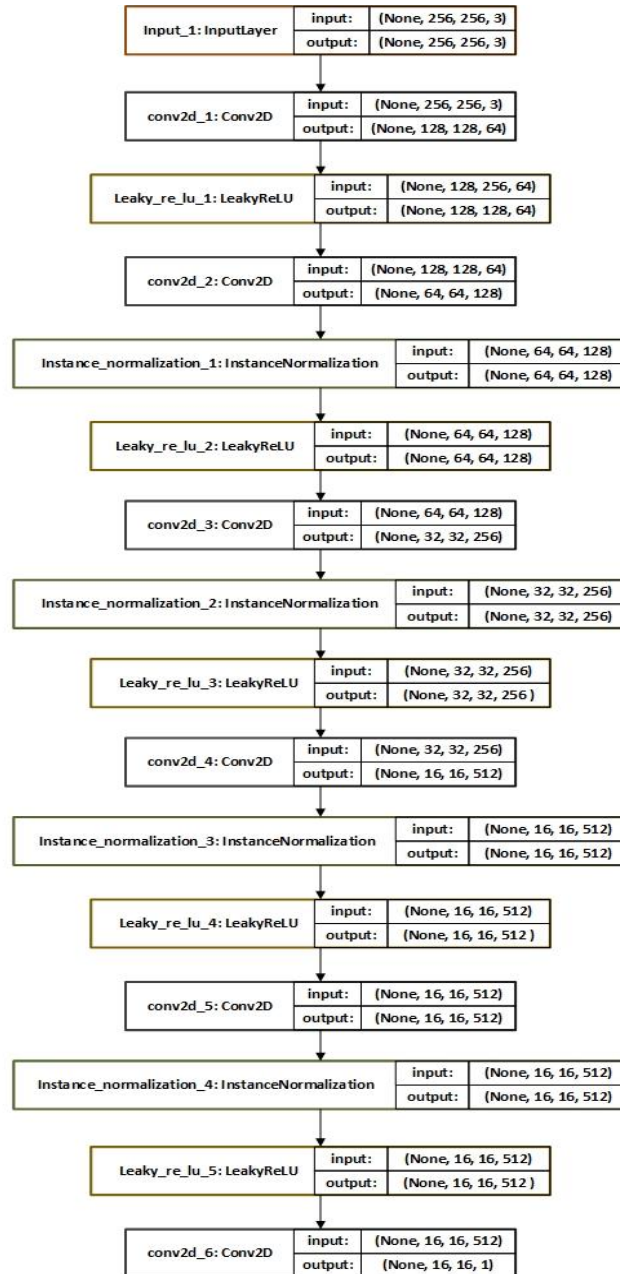 Input_1: InputLayer input: (None, 256, 256, 3)
output: (None, 256, 256, 3)
conv2d_1: Conv2D input: (None, 256, 256, 3)
output: (None, 128, 128, 64)
Leaky_re_lu_1: LeakyReLU input: (None, 128, 256, 64)
output: (None, 128, 128, 64)
conv2d_2: Conv2D input: (None, 128, 128, 64)
output: (None, 64, 64, 128)
Instance_normalization_1: InstanceNormalization input: (None, 64, 64, 128)
output: (None, 64, 64, 128)
Leaky_re_lu_2: LeakyReLU input: (None, 64, 64, 128)
output: (None, 64, 64, 128)
conv2d_3: Conv2D input: (None, 64, 64, 128)
output: (None, 32, 32, 256)
Instance_normalization_2: InstanceNormalization input: (None, 32, 32, 256)
output: (None, 32, 32, 256)
Leaky_re_lu_3: LeakyReLU input: (None, 32, 32, 256)
output: (None, 32, 32, 256 )
conv2d_4: Conv2D input: (None, 32, 32, 256)
output: (None, 16, 16, 512)
Instance_normalization_3: InstanceNormalization input: (None, 16, 16, 512)
output: (None, 16, 16, 512)
Leaky_re_lu_4: LeakyReLU input: (None, 16, 16, 512)
output: (None, 16, 16, 512 )
conv2d_5: Conv2D input: (None, 16, 16, 512)
output: (None, 16, 16, 512)
Instance_normalization_4: InstanceNormalization input: (None, 16, 16, 512)
output: (None, 16, 16, 512)
Leaky_re_lu_5: LeakyReLU input: (None, 16, 16, 512)
output: (None, 16, 16, 512 )
conv2d_6: Conv2D input: (None, 16, 16, 512)
output: (None, 16, 16, 1)